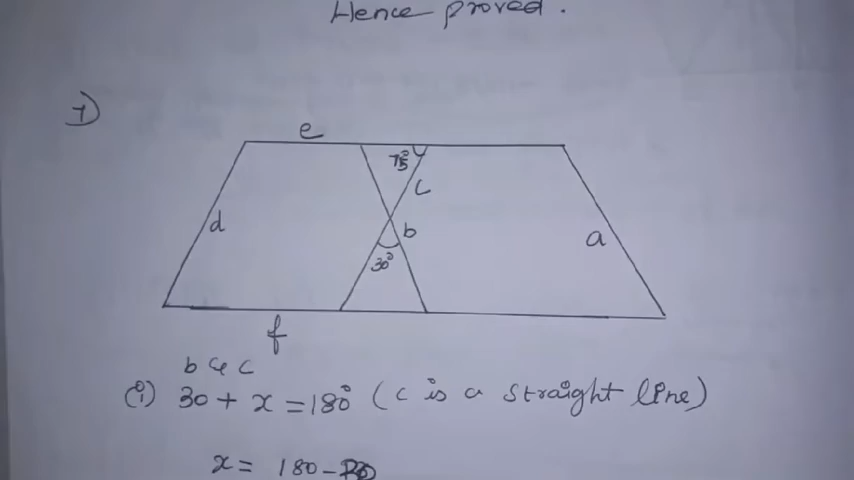 Hence proved.
7)
e
75°
c
d
b
a
30°
f
b & c
(i) 30 + x = 180° (c is a straight line)
x = 180 -